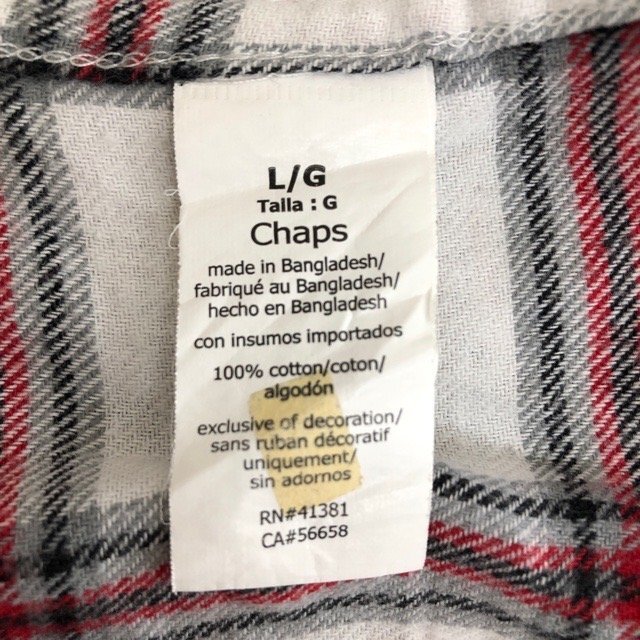 L/G
Talla : G
Chaps
made in Bangladesh/
fabriqué au Bangladesh/
hecho en Bangladesh
con insumos importados
100% cotton/coton/
algodón
exclusive of decoration/
sans ruban décoratif
uniquement/
sin adornos
RN#41381
CA#56658